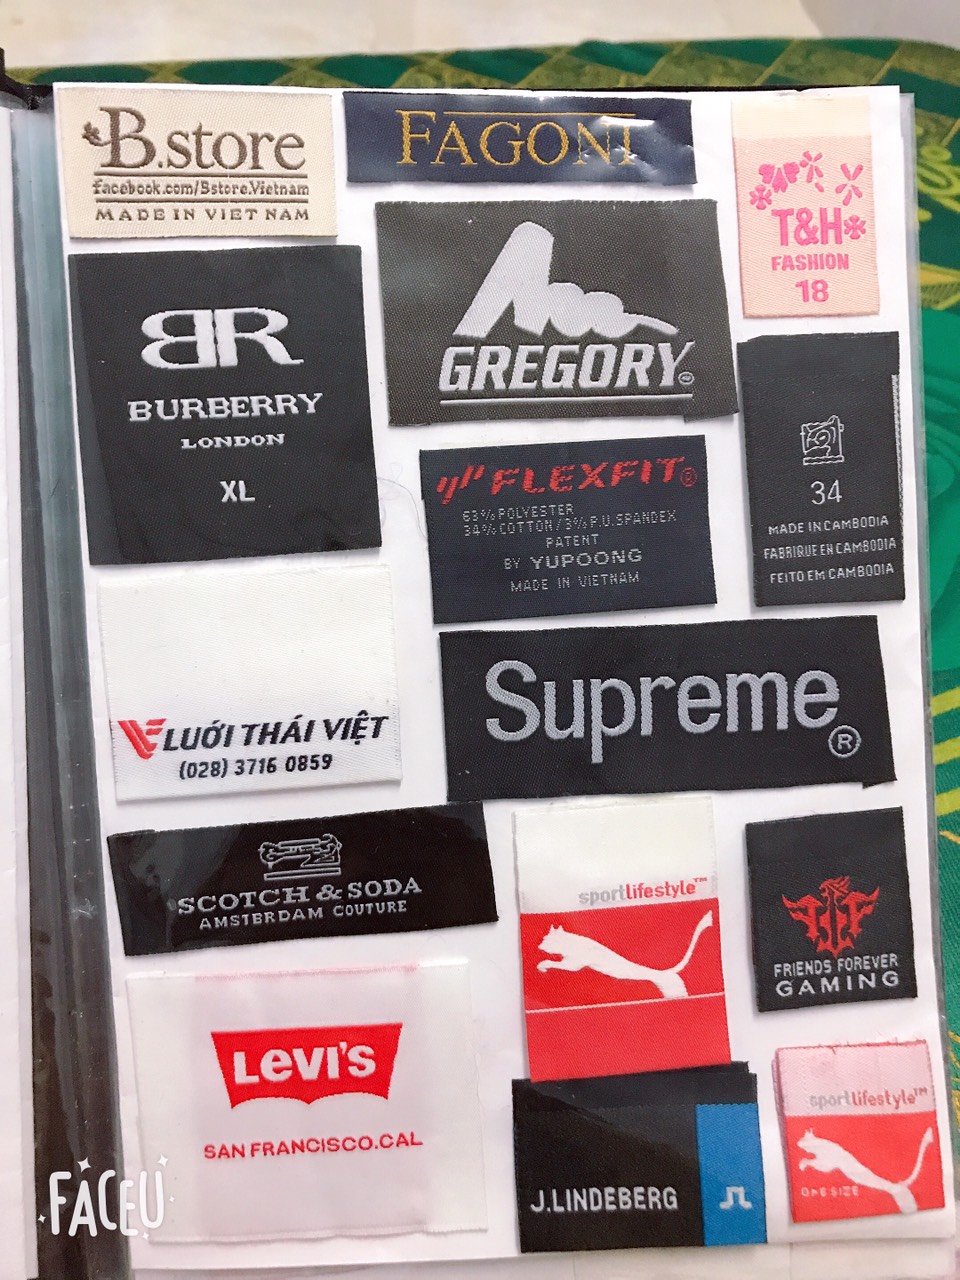 B.store
facebook.com/Bstore.Vietnam
MADE IN VIET NAM
FAGONI
T&H
FASHION
18
BR
BURBERRY
LONDON
XL
GREGORY
FLEXFIT®
63% POLYESTER
34% COTTON / 3% P.U. SPANDEX
PATENT
BY YUPOONG
MADE IN VIETNAM
34
MADE IN CAMBODIA
FABRIQUE EN CAMBODIA
FEITO EM CAMBODIA
LUỚI THÁI VIỆT
(028) 3716 0859
Supreme®
SCOTCH & SODA
AMSTERDAM COUTURE
sportlifestyle™
FRIENDS FOREVER
GAMING
LEVI'S
SAN FRANCISCO.CAL
J.LINDEBERG
sportlifestyle™
ONE SIZE
FACEU